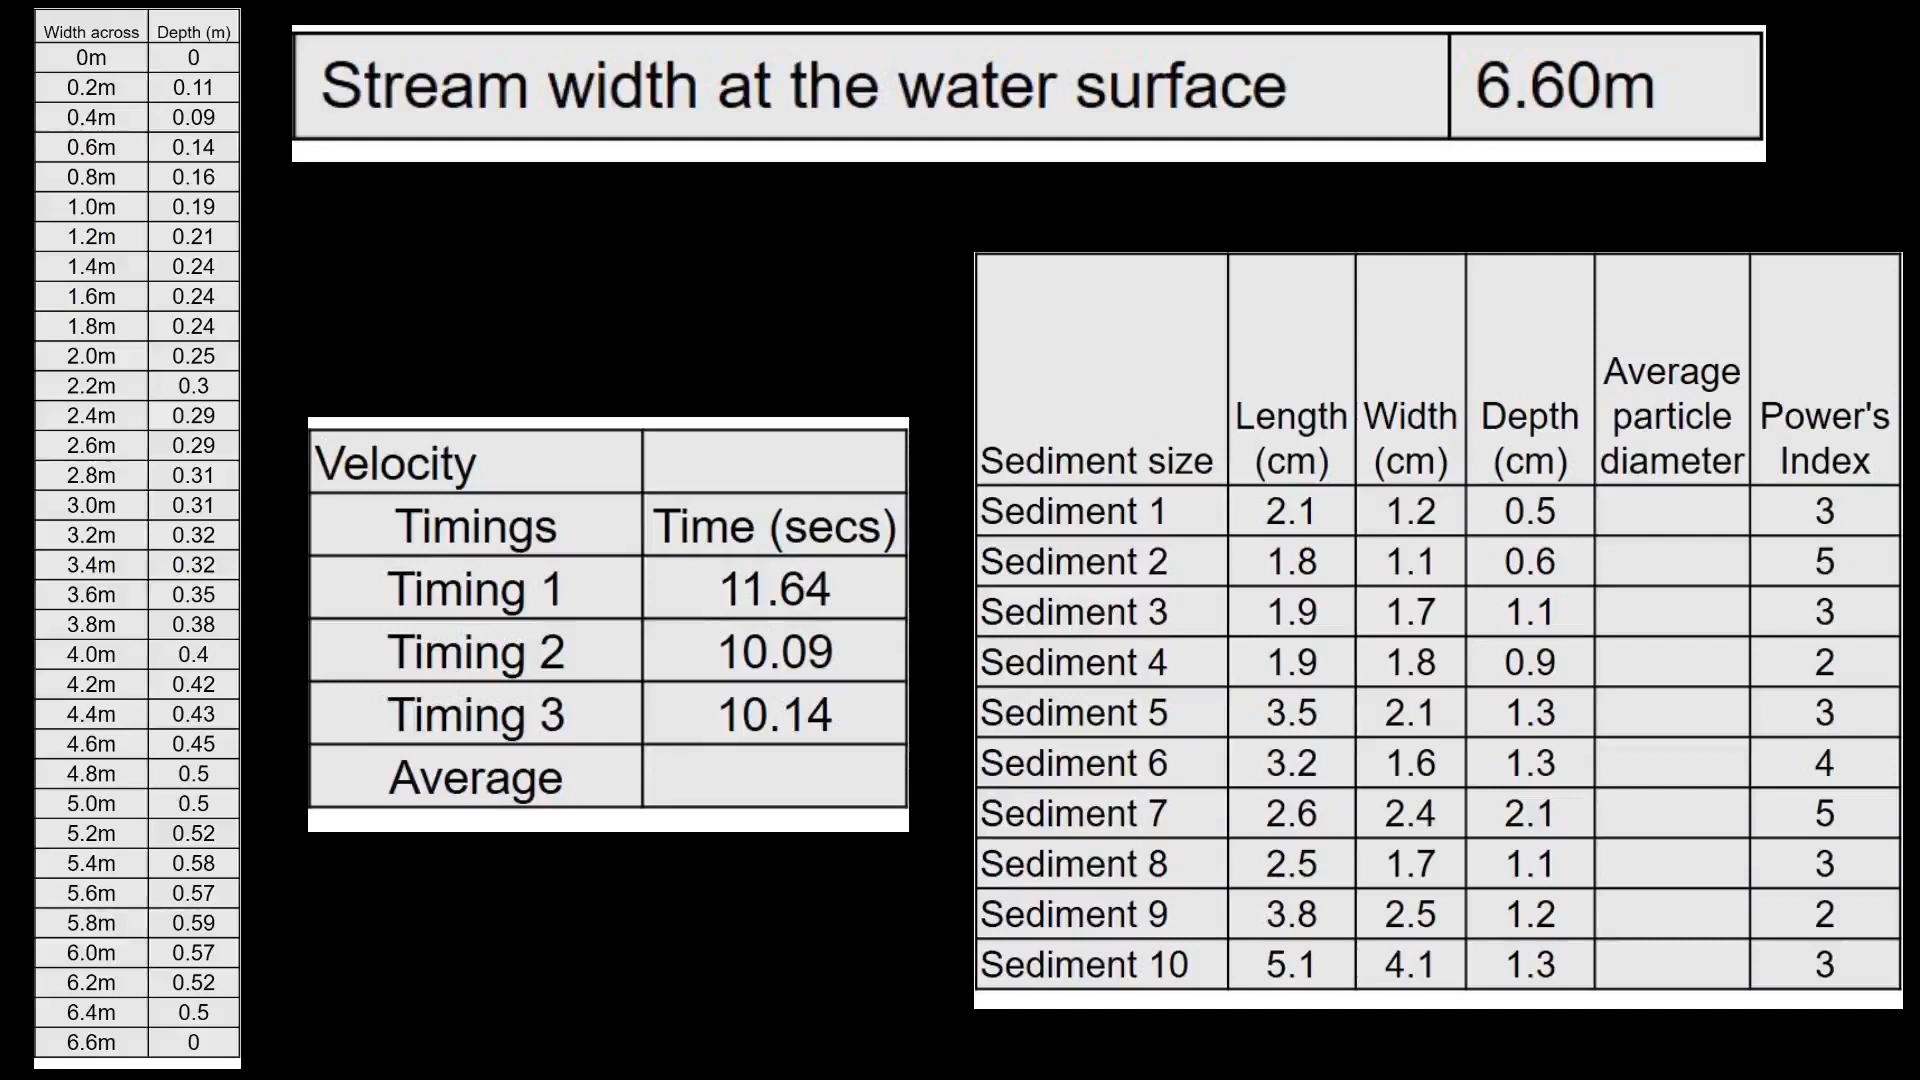 Width across Depth (m)
0m 0
0.2m 0.11
0.4m 0.09
0.6m 0.14
0.8m 0.16
1.0m 0.19
1.2m 0.21
1.4m 0.24
1.6m 0.24
1.8m 0.24
2.0m 0.25
2.2m 0.3
2.4m 0.29
2.6m 0.29
2.8m 0.31
3.0m 0.31
3.2m 0.32
3.4m 0.32
3.6m 0.35
3.8m 0.38
4.0m 0.4
4.2m 0.42
4.4m 0.43
4.6m 0.45
4.8m 0.5
5.0m 0.5
5.2m 0.52
5.4m 0.58
5.6m 0.57
5.8m 0.59
6.0m 0.57
6.2m 0.52
6.4m 0.5
6.6m 0
Stream width at the water surface 6.60m
Velocity
Timings Time (secs)
Timing 1 11.64
Timing 2 10.09
Timing 3 10.14
Average
Average
Length Width Depth particle Power's
Sediment size (cm) (cm) (cm) diameter Index
Sediment 1 2.1 1.2 0.5 3
Sediment 2 1.8 1.1 0.6 5
Sediment 3 1.9 1.7 1.1 3
Sediment 4 1.9 1.8 0.9 2
Sediment 5 3.5 2.1 1.3 3
Sediment 6 3.2 1.6 1.3 4
Sediment 7 2.6 2.4 2.1 5
Sediment 8 2.5 1.7 1.1 3
Sediment 9 3.8 2.5 1.2 2
Sediment 10 5.1 4.1 1.3 3